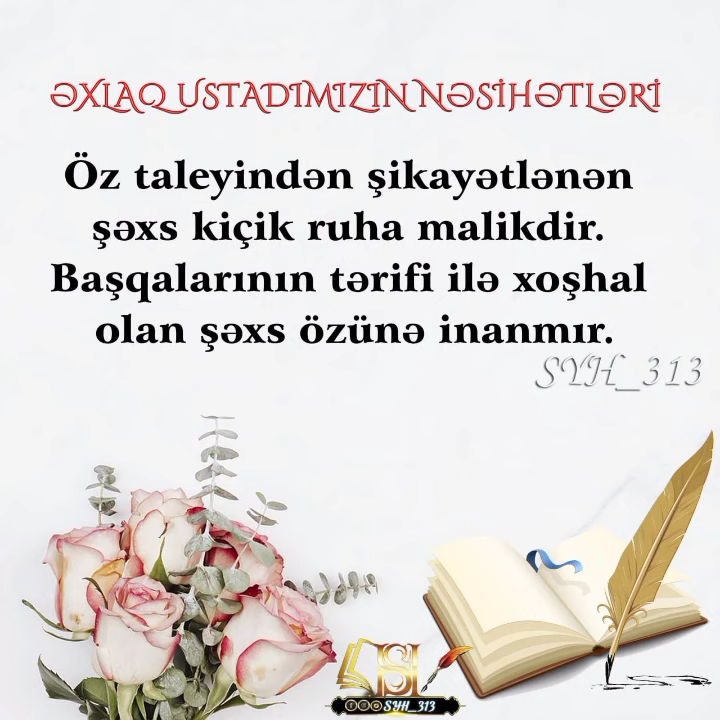 ƏXLAQ USTADIMIZIN NƏSİHƏTLƏRİ
Öz taleyindən şikayətlənən
şəxs kiçik ruha malikdir.
Başqalarının tərifi ilə xoşhal
olan şəxs özünə inanmır.
SYH_313
SYH_313